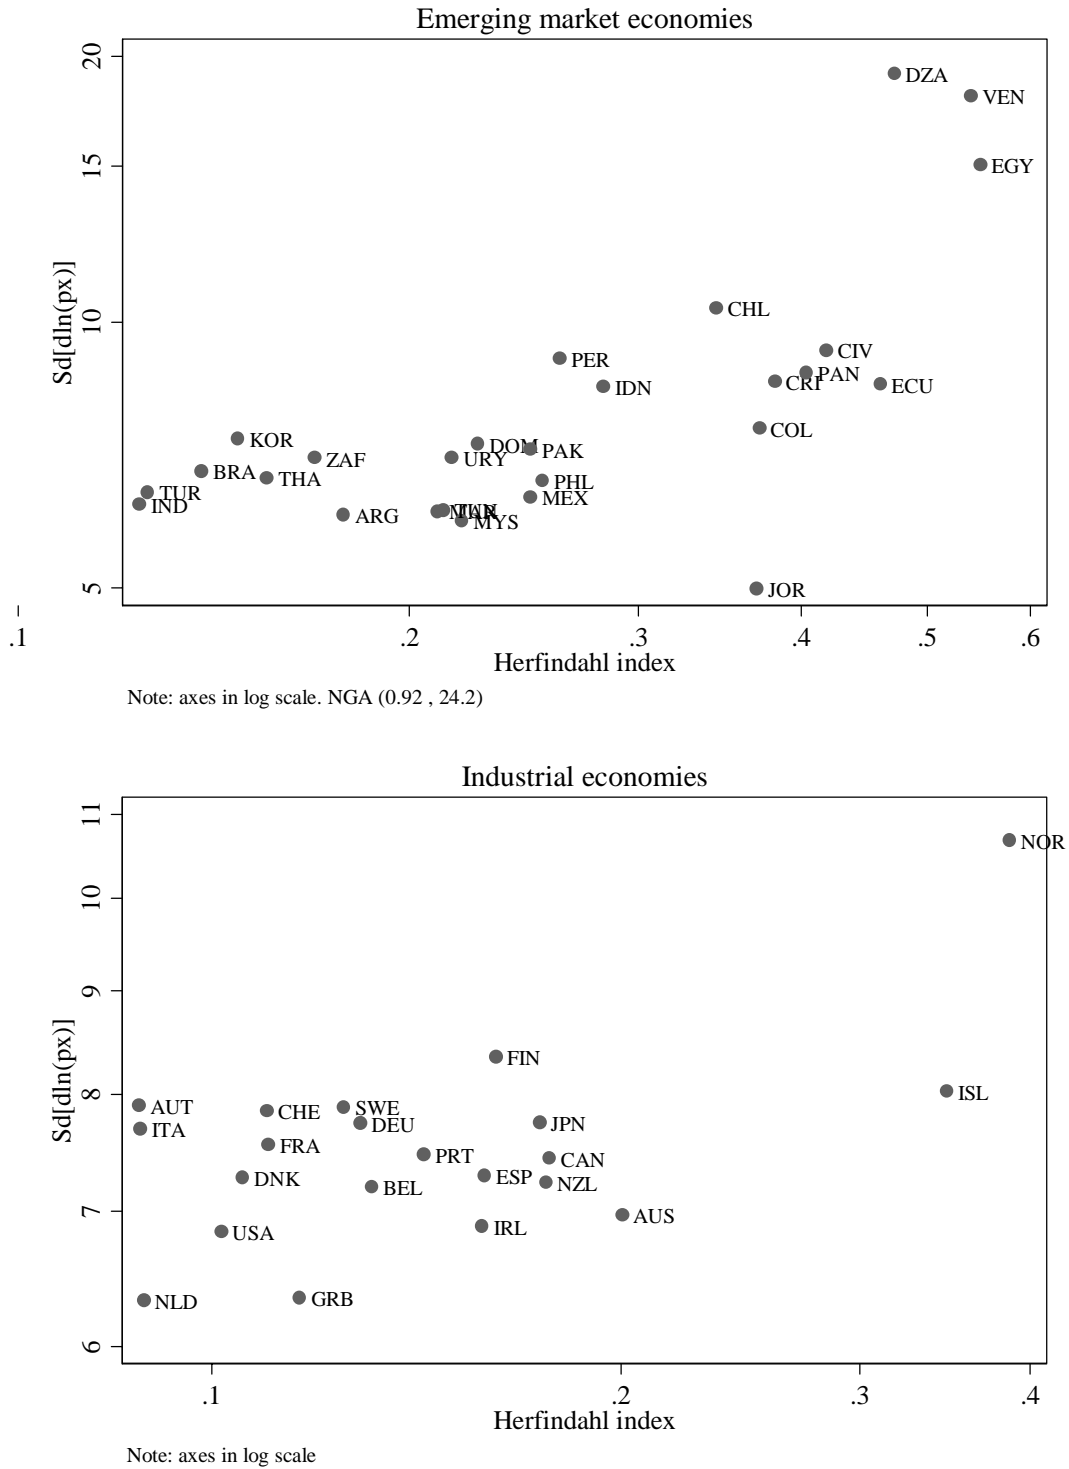 Emerging market economies
20
DZA
VEN
15
EGY
Sd[dln(px)]
CHL
10
CIV
PER
PAN
CRI
ECU
IDN
COL
KOR
DOM
PAK
URY
ZAF
BRA
THA
PHL
TUR
MEX
IND
TUN
MAR
ARG
MYS
5
JOR
.1 .2 .3 .4 .5 .6
Herfindahl index
Note: axes in log scale. NGA (0.92 , 24.2)
Industrial economies
11
NOR
10
9
Sd[dln(px)]
FIN
8
ISL
AUT
SWE
CHE
DEU
JPN
ITA
FRA
PRT
CAN
DNK
ESP
BEL
NZL
7
AUS
IRL
USA
NLD
GRB
6
.1 .2 .3 .4
Herfindahl index
Note: axes in log scale